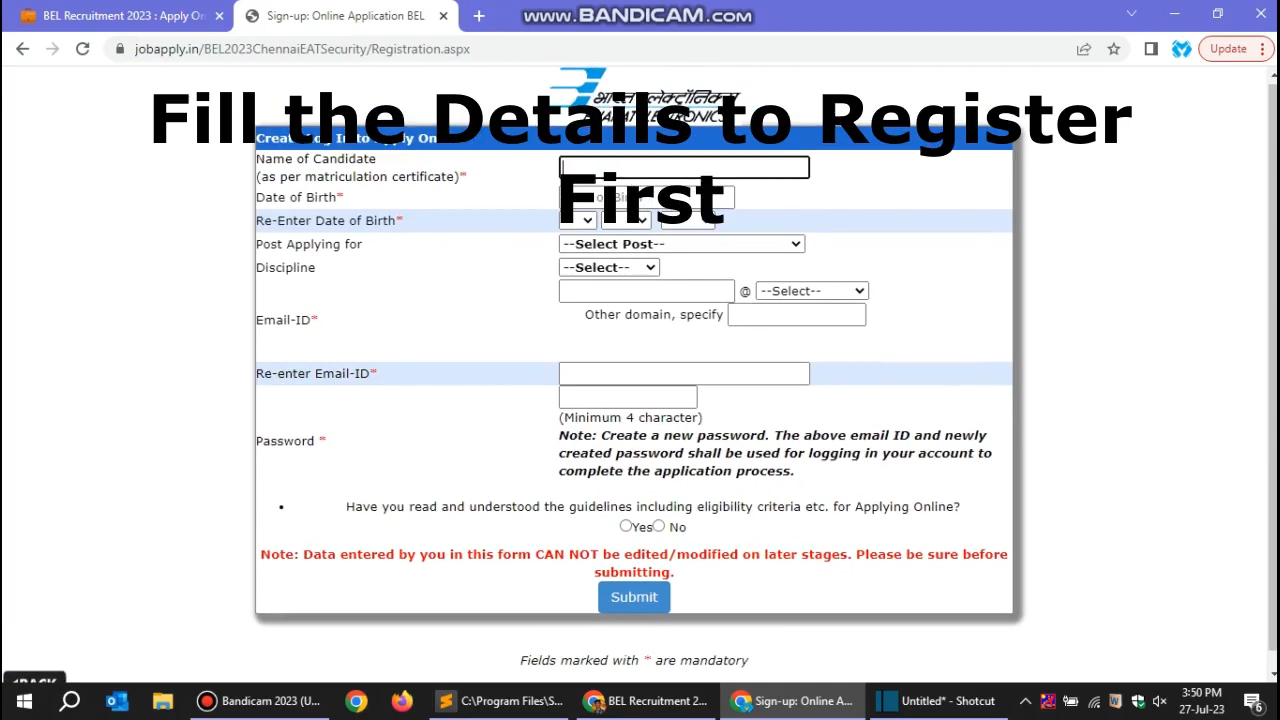 BEL Recruitment 2023 : Apply On
Sign-up: Online Application BEL
www.BANDICAM.com
jobapply.in/BEL2023ChennaiEATSecurity/Registration.aspx
Update
Fill the Details to Register
First
Name of Candidate
(as per matriculation certificate)*
Date of Birth*
Re-Enter Date of Birth*
Post Applying for
--Select Post--
Discipline
--Select--
@ --Select--
Other domain, specify
Email-ID*
Re-enter Email-ID*
(Minimum 4 character)
Password *
Note: Create a new password. The above email ID and newly
created password shall be used for logging in your account to
complete the application process.
• Have you read and understood the guidelines including eligibility criteria etc. for Applying Online?
Yes No
Note: Data entered by you in this form CAN NOT be edited/modified on later stages. Please be sure before
submitting.
Submit
Fields marked with * are mandatory
Bandicam 2023 (U...
C:\Program Files\S...
BEL Recruitment 2...
Sign-up: Online A...
Untitled* - Shotcut
3:50 PM
27-Jul-23
6